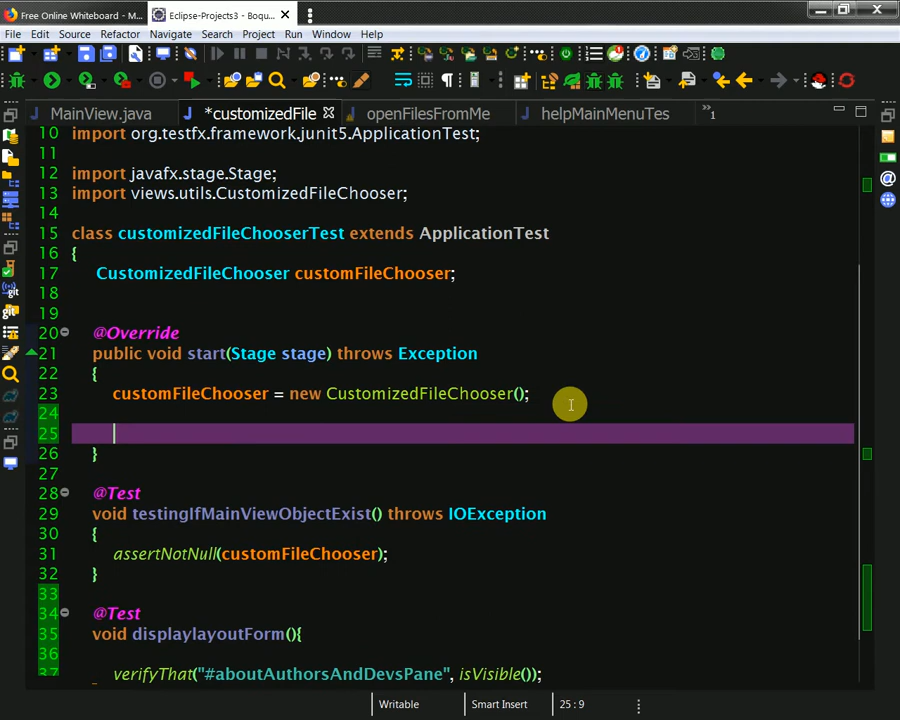 Free Online Whiteboard - M...
Eclipse-Projects3 - Boqu...
File Edit Source Refactor Navigate Search Project Run Window Help
MainView.java
*customizedFile
openFilesFromMe
helpMainMenuTes
»1
10 import org.testfx.framework.junit5.ApplicationTest;
11
12 import javafx.stage.Stage;
13 import views.utils.CustomizedFileChooser;
14
15 class customizedFileChooserTest extends ApplicationTest
16 {
17 CustomizedFileChooser customFileChooser;
18
19
20 @Override
21 public void start(Stage stage) throws Exception
22 {
23 customFileChooser = new CustomizedFileChooser();
24
25
26 }
27
28 @Test
29 void testingIfMainViewObjectExist() throws IOException
30 {
31 assertNotNull(customFileChooser);
32 }
33
34 @Test
35 void displaylayoutForm(){
36
37 verifyThat("#aboutAuthorsAndDevsPane", isVisible());
Writable Smart Insert 25 : 9